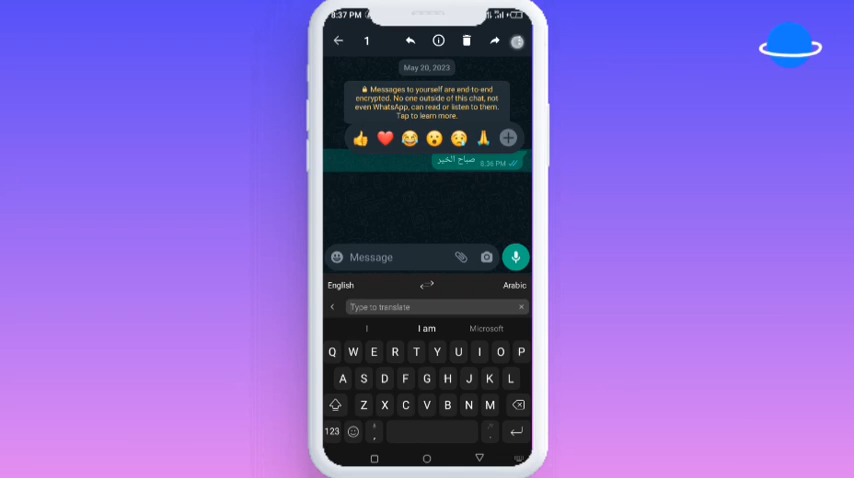 8:37 PM
1
May 20, 2023
Messages to yourself are end-to-end
encrypted. No one outside of this chat, not
even WhatsApp, can read or listen to them.
Tap to learn more.
صباح الخير 8:36 PM
Message
English Arabic
Type to translate
I I am Microsoft
Q W E R T Y U I O P
A S D F G H J K L
Z X C V B N M
123 ,